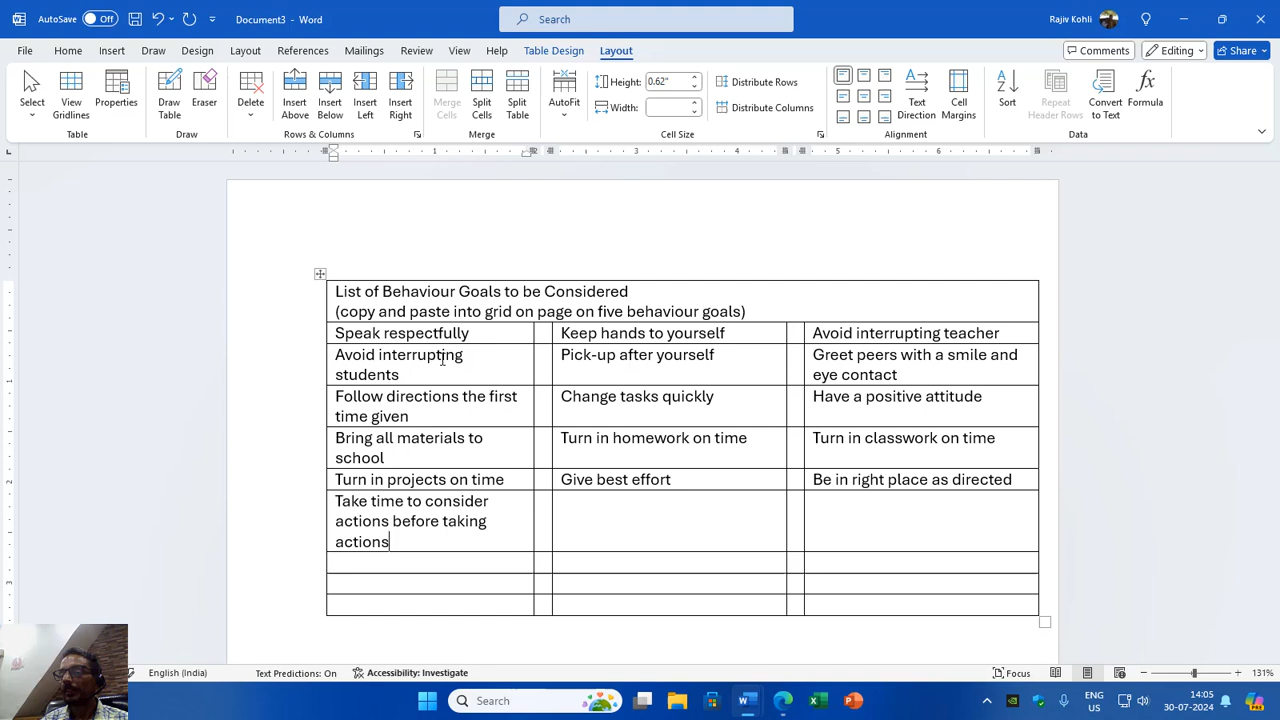 AutoSave Off Document3 - Word Search Rajiv Kohli
File Home Insert Draw Design Layout References Mailings Review View Help Table Design Layout Comments Editing Share
Select View Gridlines Properties Draw Table Eraser Delete Insert Above Insert Below Insert Left Insert Right Merge Cells Split Cells Split Table AutoFit Height: 0.62" Distribute Rows Text Direction Cell Margins Sort Repeat Header Rows Convert to Text Formula
Width: Distribute Columns
Table Draw Rows & Columns Merge Cell Size Alignment Data
1 2 3 4 5 6 7
List of Behaviour Goals to be Considered
(copy and paste into grid on page on five behaviour goals)
Speak respectfully Keep hands to yourself Avoid interrupting teacher
Avoid interrupting students Pick-up after yourself Greet peers with a smile and eye contact
Follow directions the first time given Change tasks quickly Have a positive attitude
Bring all materials to school Turn in homework on time Turn in classwork on time
Turn in projects on time Give best effort Be in right place as directed
Take time to consider
actions before taking
actions
English (India) Text Predictions: On Accessibility: Investigate Focus 131%
Search ENG US 14:05 30-07-2024